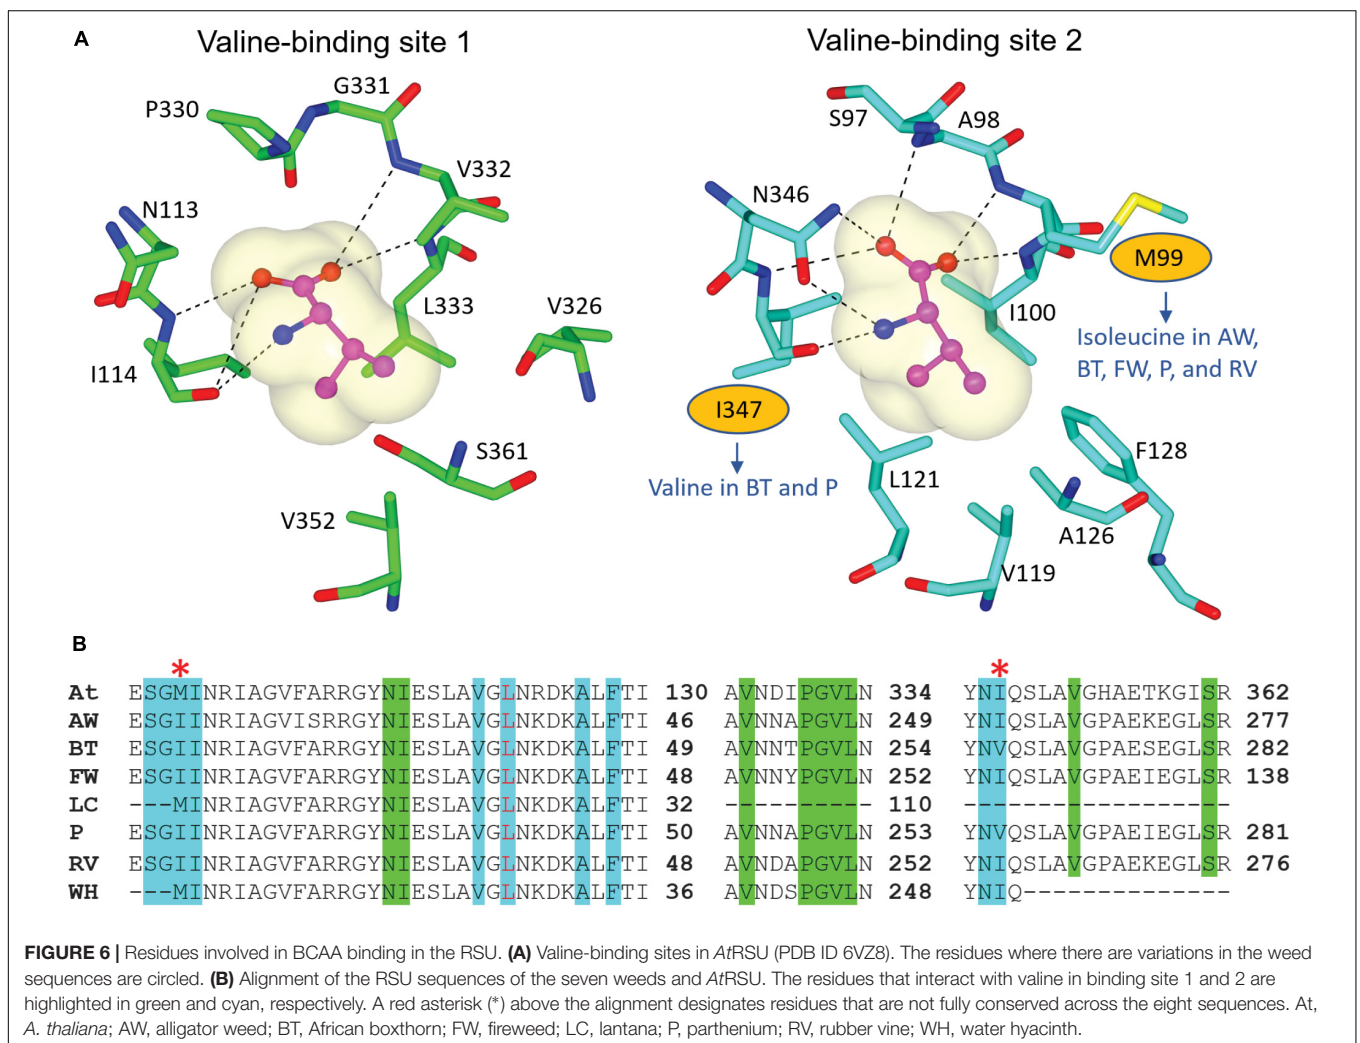 A
Valine-binding site 1
Valine-binding site 2
P330
G331
V332
N113
I114
L333
V326
S361
V352
S97
A98
N346
M99
Isoleucine in AW,
BT, FW, P, and RV
I100
I347
Valine in BT and P
L121
F128
A126
V119
B
* *
At ESGMINRIAGVFARRGYNIESLAVGLNRDKALFTI 130 AVNDIPGVLN 334 YNIQSLAVGHAETKGISR 362
AW ESGIINRIAGVISRRGYNIESLAVGLNKDKALFTI 46 AVNNAPGVLN 249 YNIQSLAVGPAEKEGLSR 277
BT ESGIINRIAGVFARRGYNIESLAVGLNKDKALFTI 49 AVNNTPGVLN 254 YNVQSLAVGPAESEGLSR 282
FW ESGIINRIAGVFARRGYNIESLAVGLNKDKALFTI 48 AVNNYPGVLN 252 YNIQSLAVGPAEIEGLSR 138
LC ---MINRIAGVFARRGYNIESLAVGLNKDKALFTI 32 ---------- 110 ------------------
P ESGIINRIAGVFARRGYNIESLAVGLNKDKALFTI 50 AVNNAPGVLN 253 YNVQSLAVGPAEIEGLSR 281
RV ESGIINRIAGVFARRGYNIESLAVGLNKDKALFTI 48 AVNDAPGVLN 252 YNIQSLAVGPAEKEGLSR 276
WH ---MINRIAGVFARRGYNIESLAVGLNKDKALFTI 36 AVNDSPGVLN 248 YNIQ--------------
FIGURE 6 | Residues involved in BCAA binding in the RSU. (A) Valine-binding sites in AtRSU (PDB ID 6VZ8). The residues where there are variations in the weed
sequences are circled. (B) Alignment of the RSU sequences of the seven weeds and AtRSU. The residues that interact with valine in binding site 1 and 2 are
highlighted in green and cyan, respectively. A red asterisk (*) above the alignment designates residues that are not fully conserved across the eight sequences. At,
A. thaliana; AW, alligator weed; BT, African boxthorn; FW, fireweed; LC, lantana; P, parthenium; RV, rubber vine; WH, water hyacinth.